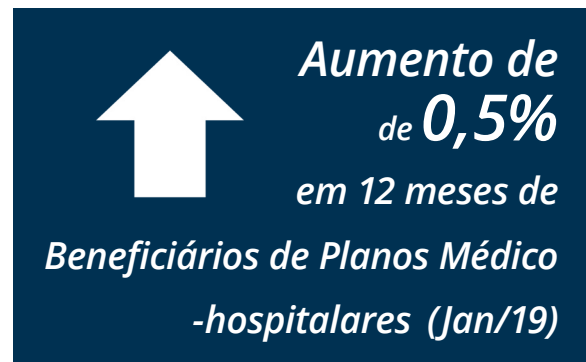 Aumento de
de 0,5%
em 12 meses de
Beneficiários de Planos Médico
-hospitalares (Jan/19)